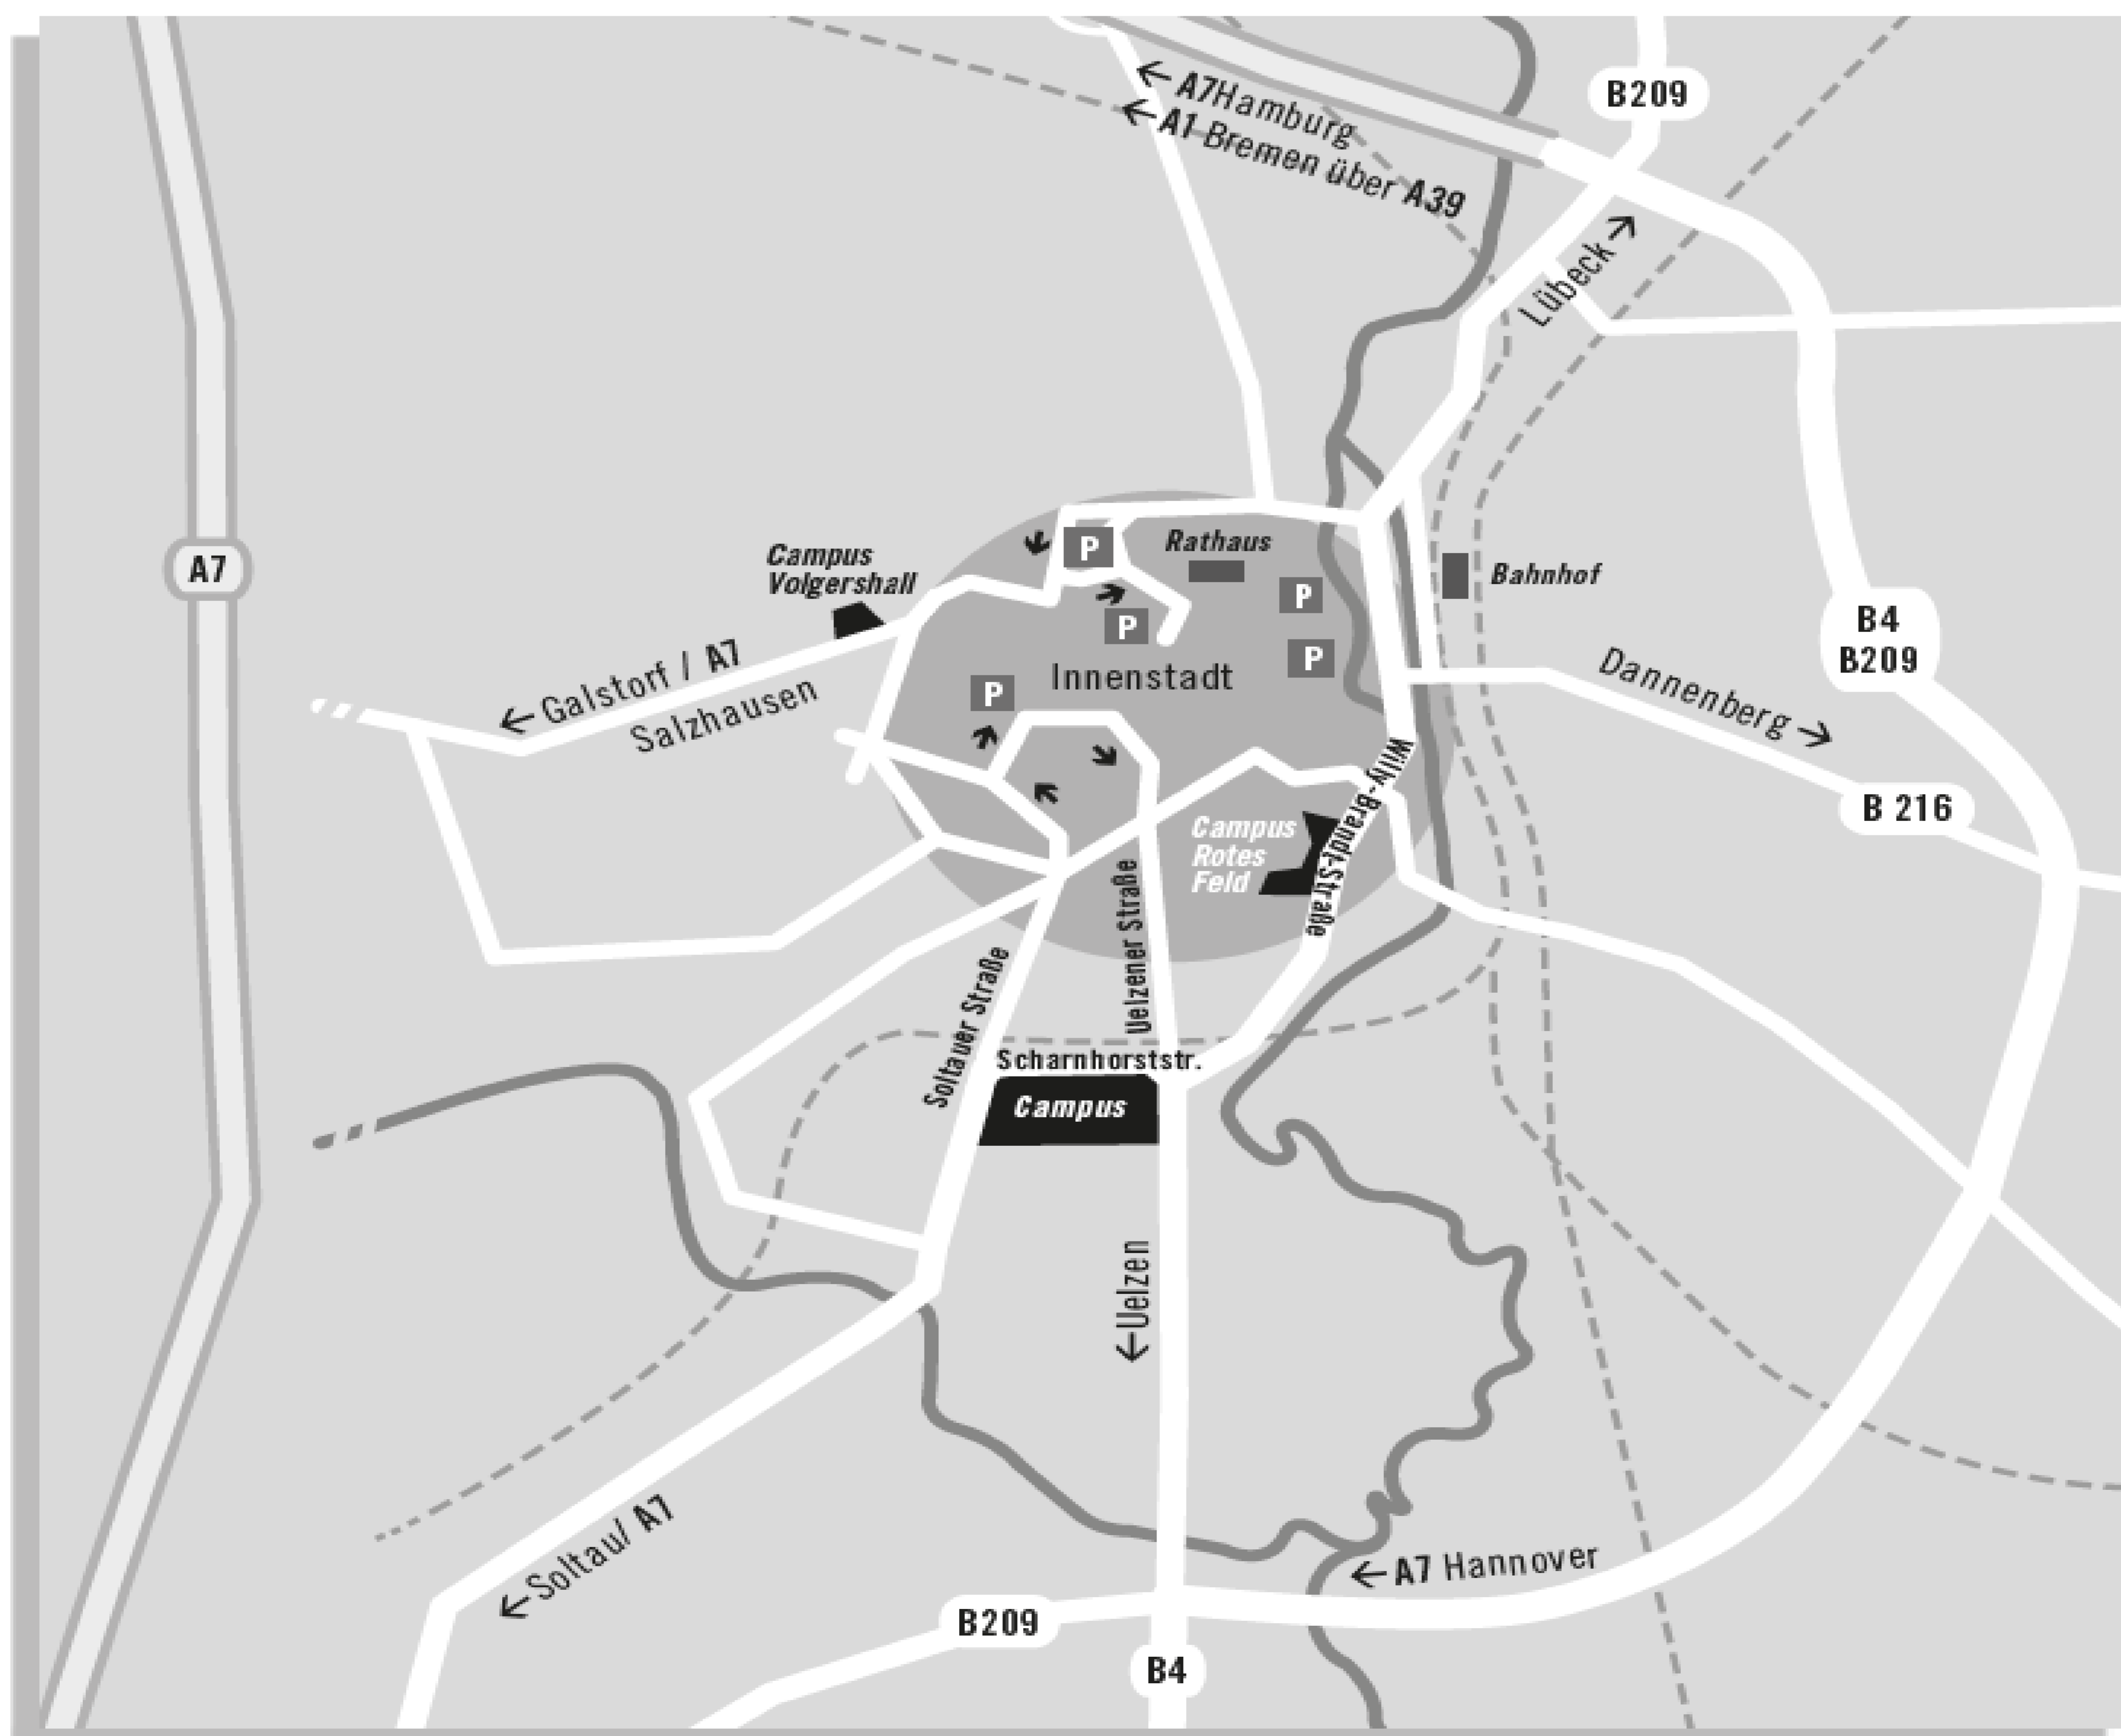 B209
← A7 Hamburg
← A1 Bremen über A39
Lübeck →
A7
Campus
Volgershall
P
Rathaus
P
Bahnhof
P
P
P
Innenstadt
B4
B209
← Galstorf / A7
Salzhausen
Dannenberg →
B 216
Willy-Brandt-Straße
Campus
Rotes
Feld
Uelzener Straße
Soltauer Straße
Scharnhorststr.
Campus
← Uelzen
← Soltau/ A7
← A7 Hannover
B209
B4